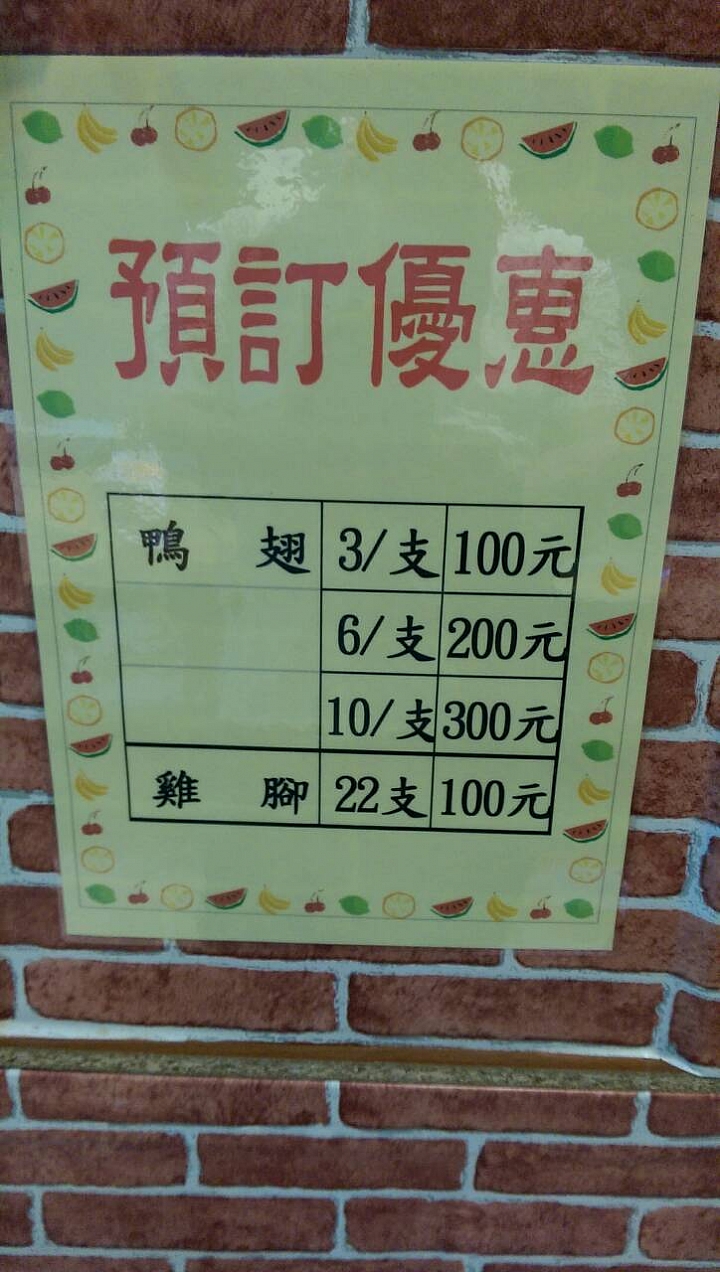 預訂優惠
鴨 翅 3/支 100元
6/支 200元
10/支 300元
雞 腳 22支 100元